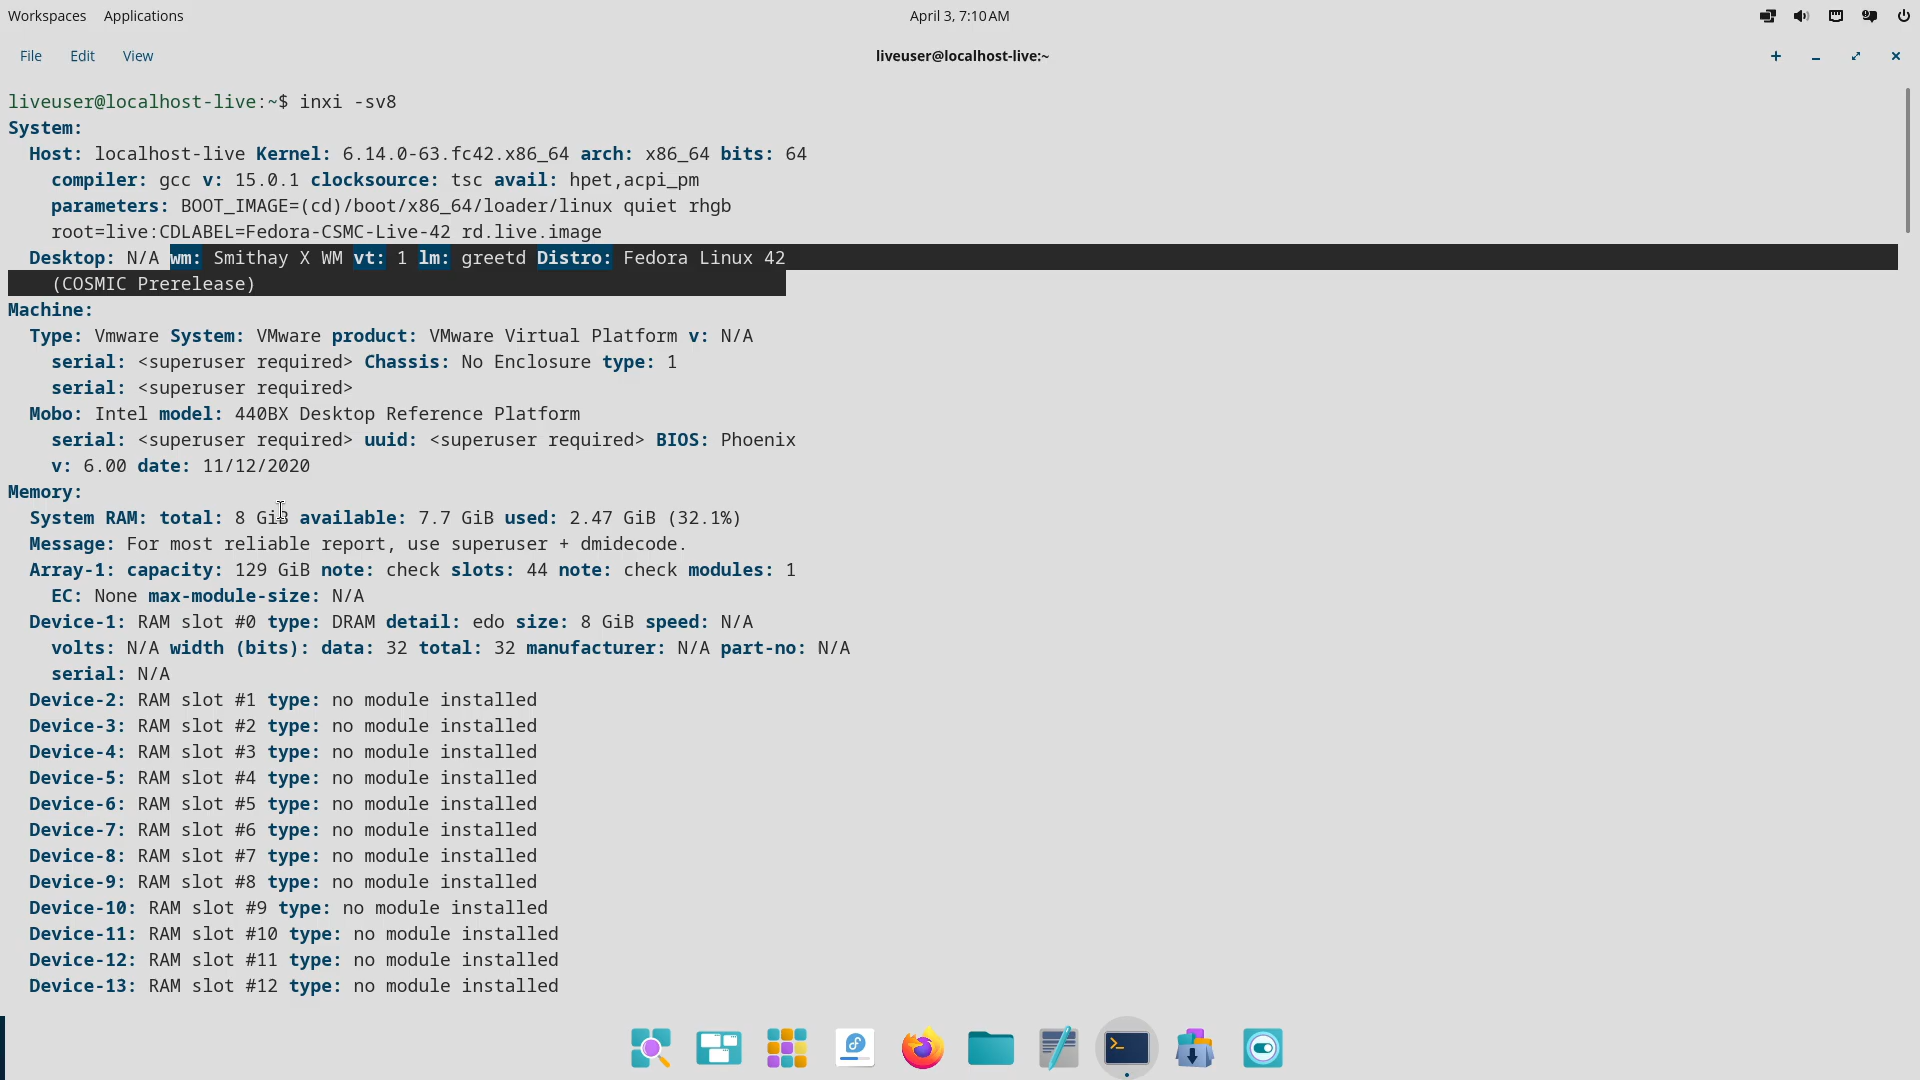 Workspaces Applications April 3, 7:10 AM
File Edit View liveuser@localhost-live:~
liveuser@localhost-live:~$ inxi -sv8
System:
Host: localhost-live Kernel: 6.14.0-63.fc42.x86_64 arch: x86_64 bits: 64
compiler: gcc v: 15.0.1 clocksource: tsc avail: hpet,acpi_pm
parameters: BOOT_IMAGE=(cd)/boot/x86_64/loader/linux quiet rhgb
root=live:CDLABEL=Fedora-CSMC-Live-42 rd.live.image
Desktop: N/A wm: Smithay X WM vt: 1 lm: greetd Distro: Fedora Linux 42
(COSMIC Prerelease)
Machine:
Type: Vmware System: VMware product: VMware Virtual Platform v: N/A
serial: <superuser required> Chassis: No Enclosure type: 1
serial: <superuser required>
Mobo: Intel model: 440BX Desktop Reference Platform
serial: <superuser required> uuid: <superuser required> BIOS: Phoenix
v: 6.00 date: 11/12/2020
Memory:
System RAM: total: 8 GiB available: 7.7 GiB used: 2.47 GiB (32.1%)
Message: For most reliable report, use superuser + dmidecode.
Array-1: capacity: 129 GiB note: check slots: 44 note: check modules: 1
EC: None max-module-size: N/A
Device-1: RAM slot #0 type: DRAM detail: edo size: 8 GiB speed: N/A
volts: N/A width (bits): data: 32 total: 32 manufacturer: N/A part-no: N/A
serial: N/A
Device-2: RAM slot #1 type: no module installed
Device-3: RAM slot #2 type: no module installed
Device-4: RAM slot #3 type: no module installed
Device-5: RAM slot #4 type: no module installed
Device-6: RAM slot #5 type: no module installed
Device-7: RAM slot #6 type: no module installed
Device-8: RAM slot #7 type: no module installed
Device-9: RAM slot #8 type: no module installed
Device-10: RAM slot #9 type: no module installed
Device-11: RAM slot #10 type: no module installed
Device-12: RAM slot #11 type: no module installed
Device-13: RAM slot #12 type: no module installed